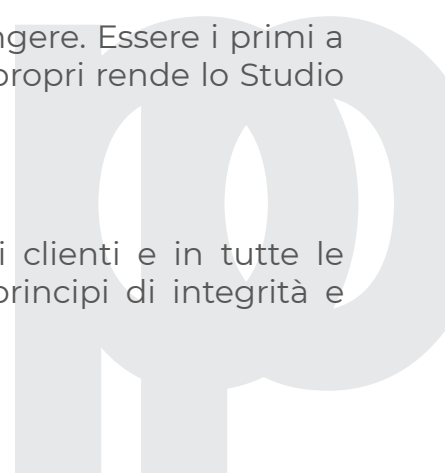 ngere. Essere i primi a
propri rende lo Studio
i clienti e in tutte le
principi di integrità e